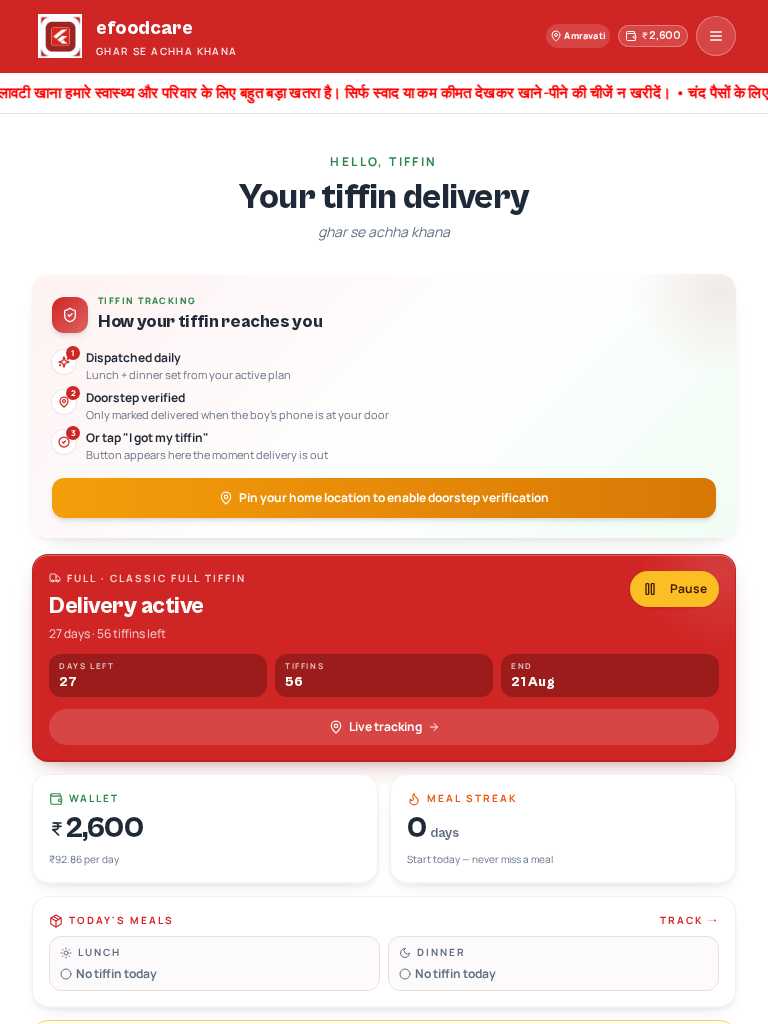 efoodcare
GHAR SE ACHHA KHANA
Amravati
₹2,600
लावटी खाना हमारे स्वास्थ्य और परिवार के लिए बहुत बड़ा खतरा है। सिर्फ स्वाद या कम कीमत देखकर खाने-पीने की चीजें न खरीदें। • चंद पैसों के लिए
HELLO, TIFFIN
Your tiffin delivery
ghar se achha khana
TIFFIN TRACKING
How your tiffin reaches you
1
Dispatched daily
Lunch + dinner set from your active plan
2
Doorstep verified
Only marked delivered when the boy's phone is at your door
3
Or tap "I got my tiffin"
Button appears here the moment delivery is out
Pin your home location to enable doorstep verification
FULL · CLASSIC FULL TIFFIN
Pause
Delivery active
27 days · 56 tiffins left
DAYS LEFT
27
TIFFINS
56
END
21 Aug
Live tracking →
WALLET
₹2,600
₹92.86 per day
MEAL STREAK
0 days
Start today — never miss a meal
TODAY'S MEALS
TRACK →
LUNCH
No tiffin today
DINNER
No tiffin today